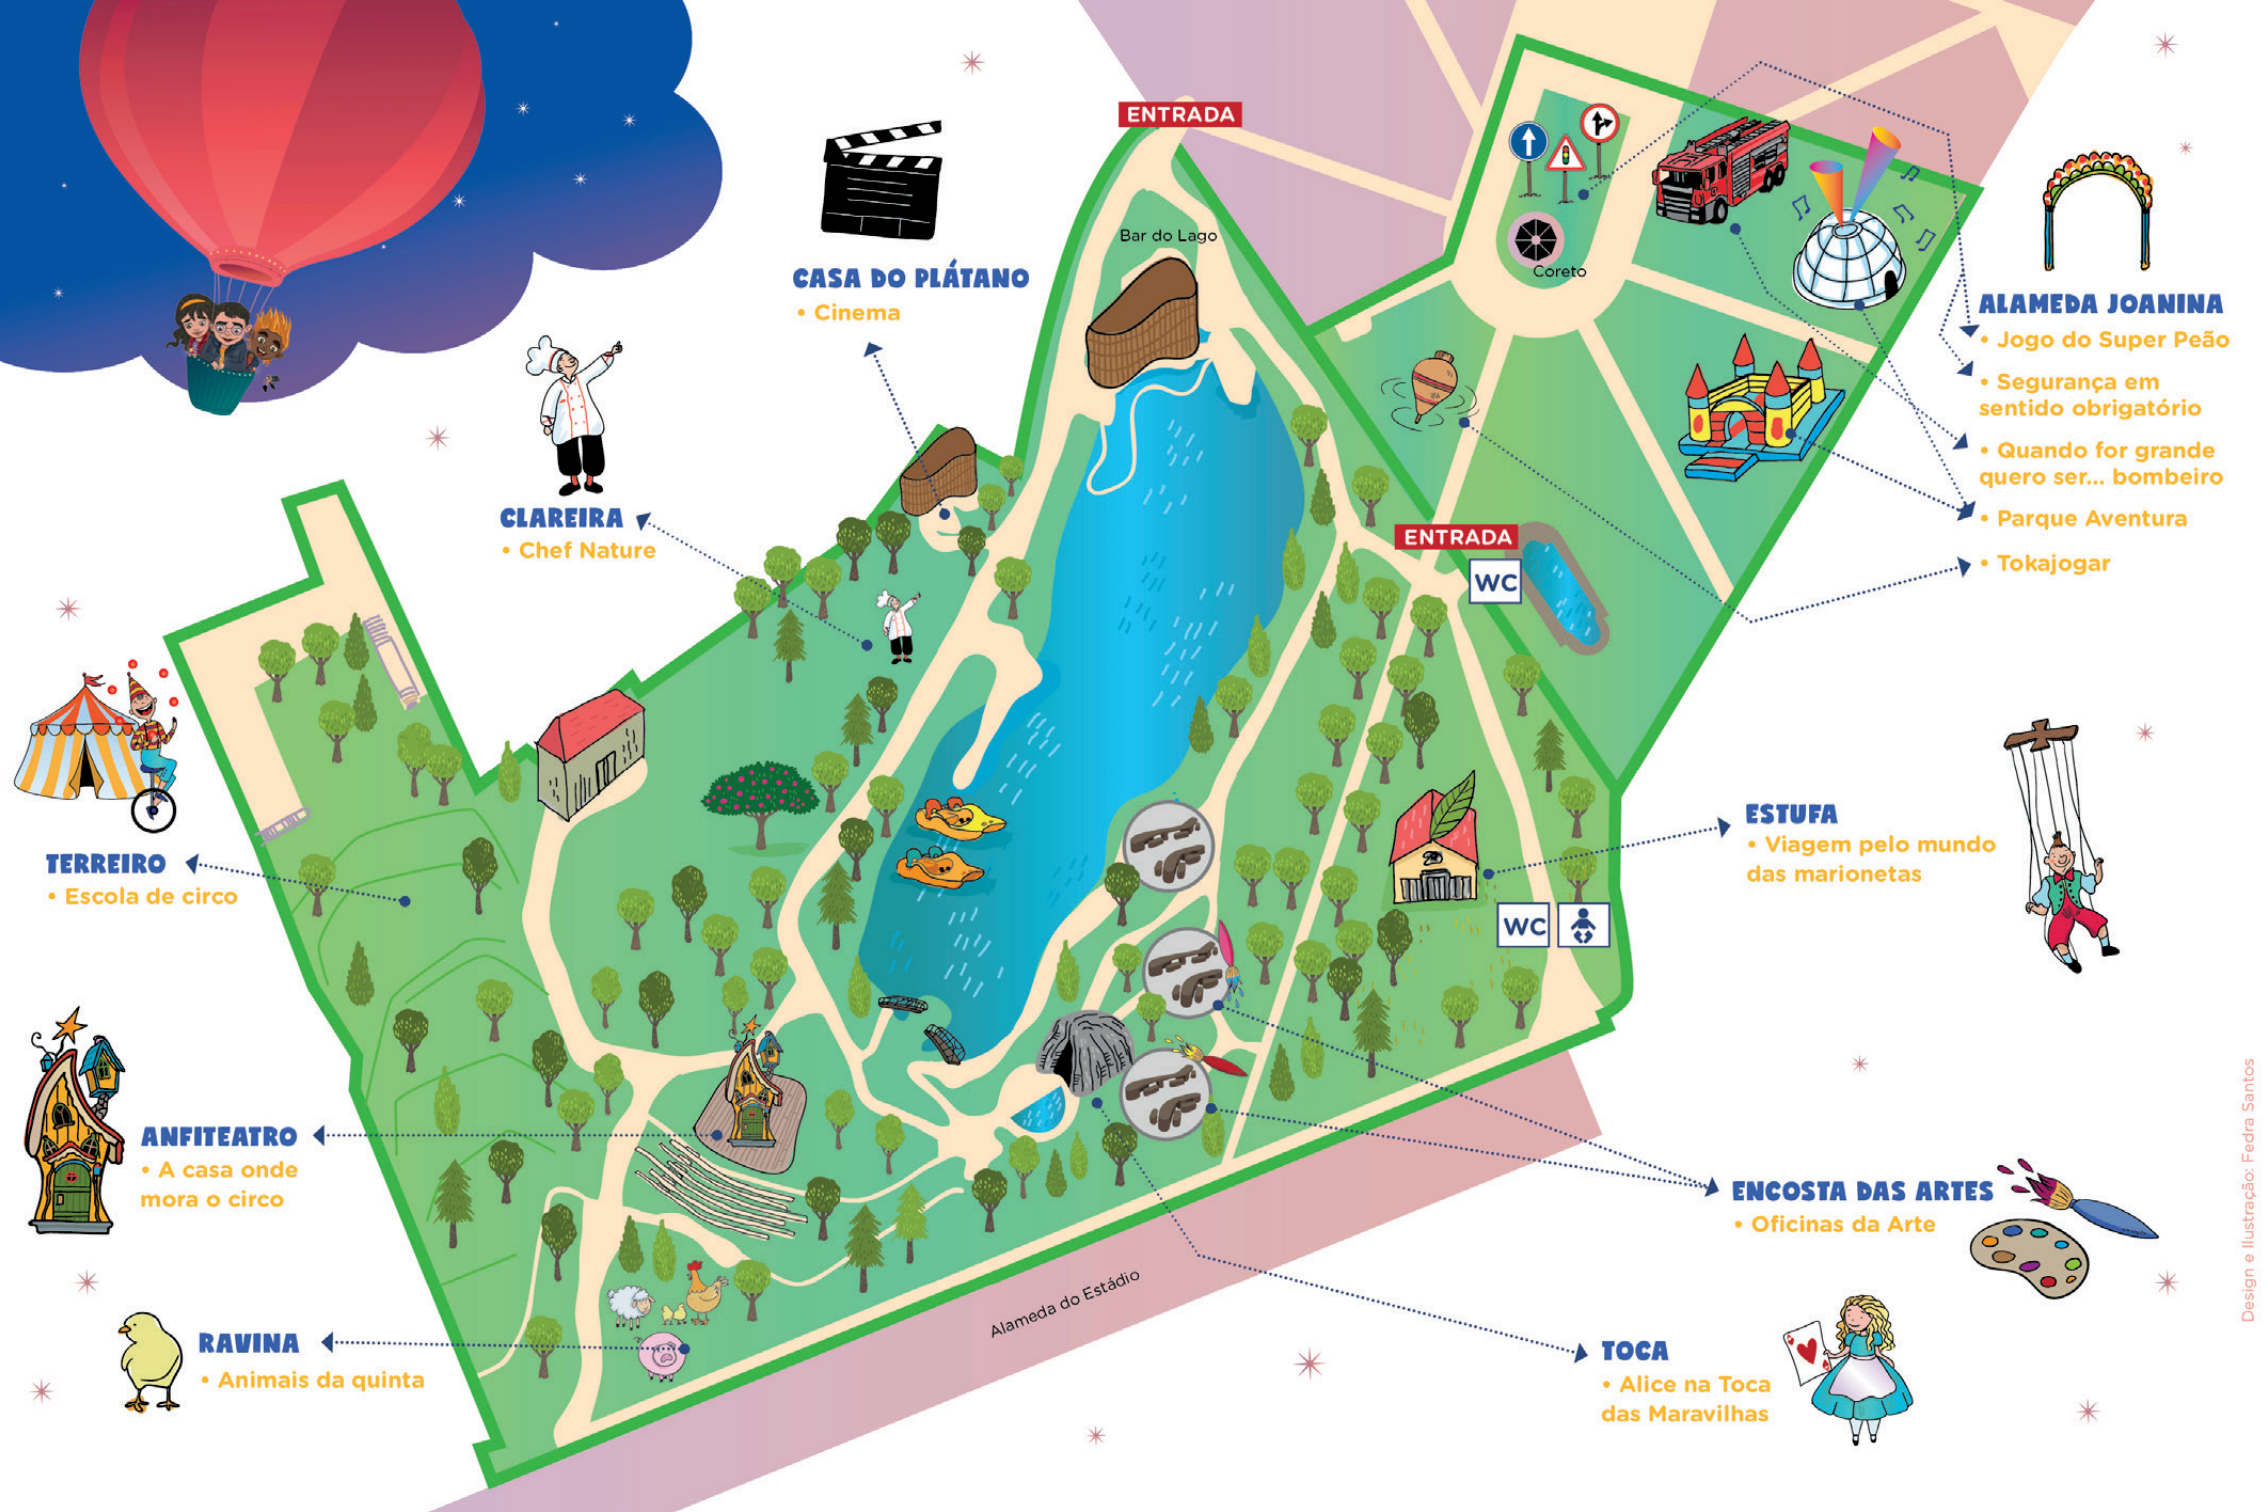 ENTRADA
Bar do Lago
Coreto
CASA DO PLÁTANO
• Cinema
ALAMEDA JOANINA
• Jogo do Super Peão
• Segurança em
sentido obrigatório
• Quando for grande
quero ser... bombeiro
• Parque Aventura
• Tokajogar
CLAREIRA
• Chef Nature
ENTRADA
WC
TERREIRO
• Escola de circo
ESTUFA
• Viagem pelo mundo
das marionetas
WC
ANFITEATRO
• A casa onde
mora o circo
ENCOSTA DAS ARTES
• Oficinas da Arte
Alameda do Estádio
RAVINA
• Animais da quinta
TOCA
• Alice na Toca
das Maravilhas
Design e Ilustração: Fedra Santos